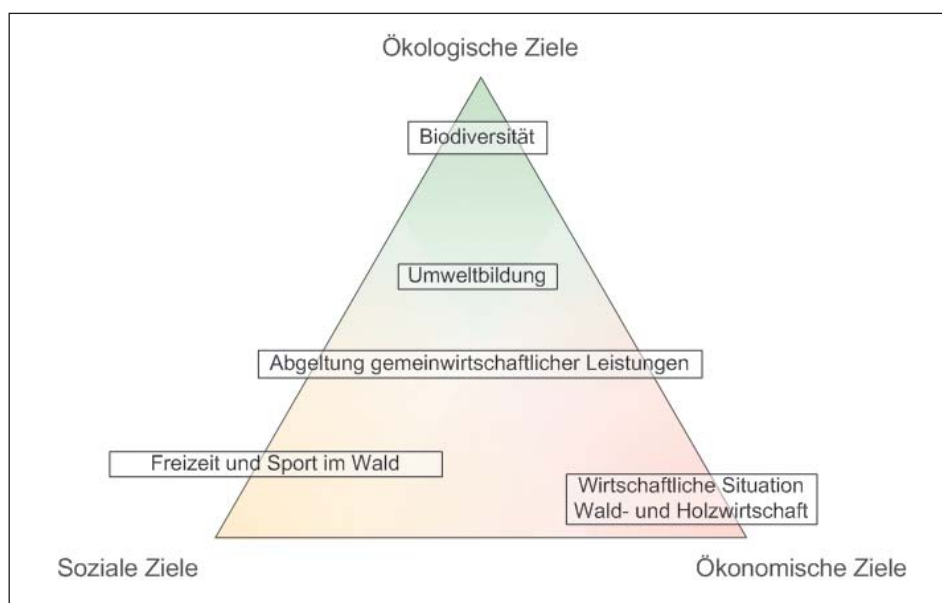 Ökologische Ziele
Biodiversität
Umweltbildung
Abgeltung gemeinwirtschaftlicher Leistungen
Freizeit und Sport im Wald
Wirtschaftliche Situation
Wald- und Holzwirtschaft
Soziale Ziele
Ökonomische Ziele